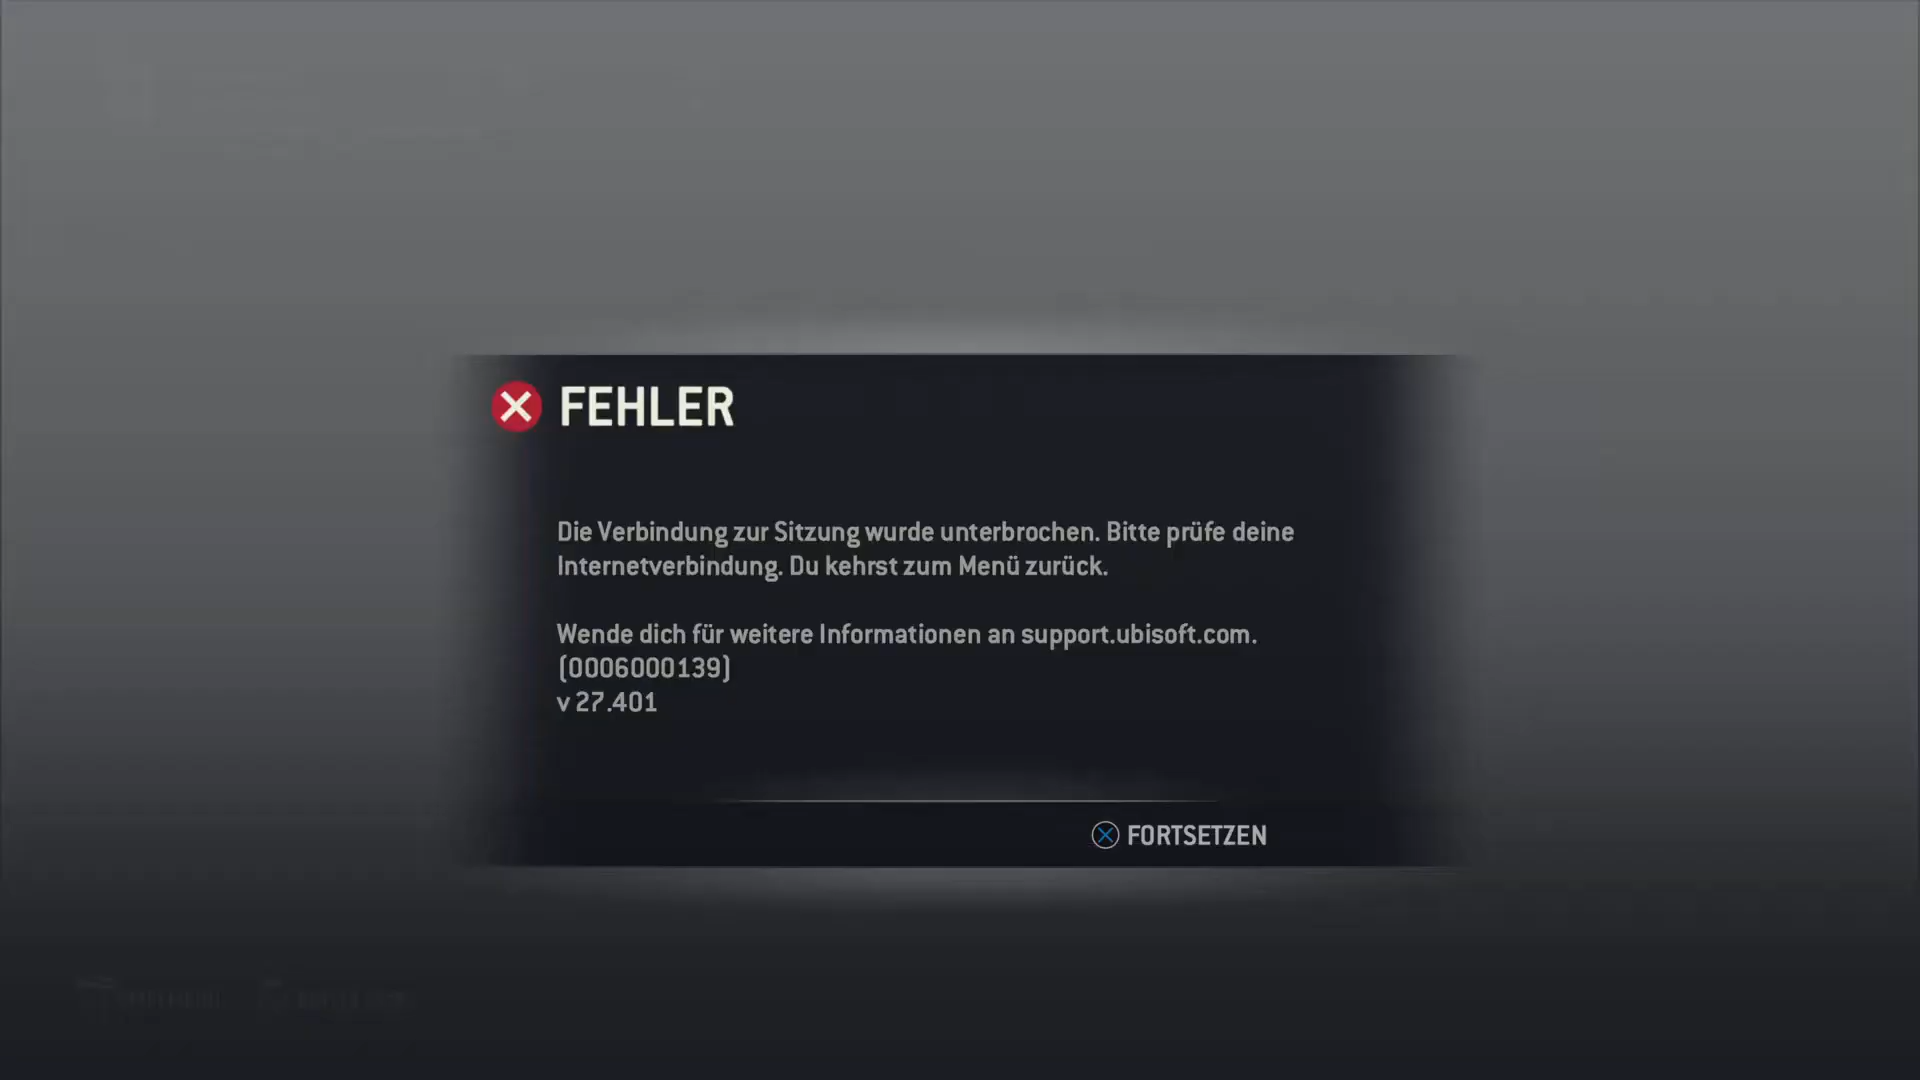 FEHLER
Die Verbindung zur Sitzung wurde unterbrochen. Bitte prüfe deine
Internetverbindung. Du kehrst zum Menü zurück.
Wende dich für weitere Informationen an support.ubisoft.com.
(0006000139)
v 27.401
FORTSETZEN